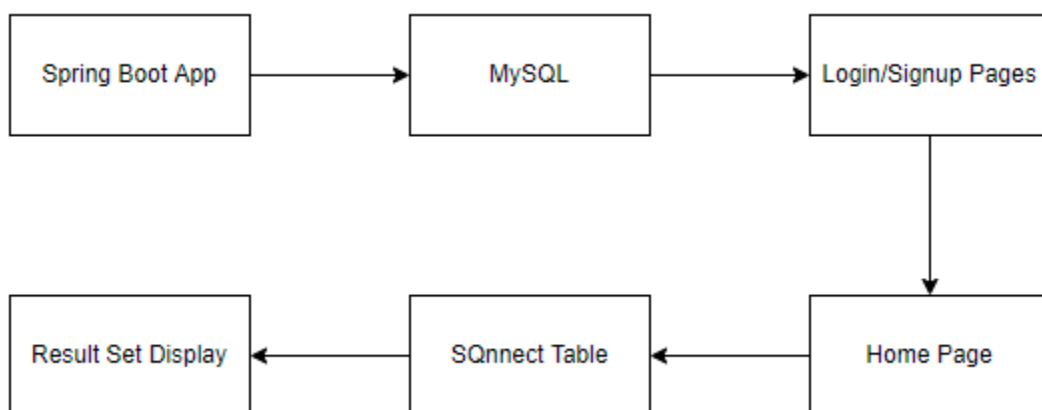 Spring Boot App
MySQL
Login/Signup Pages
Result Set Display
SQnnect Table
Home Page